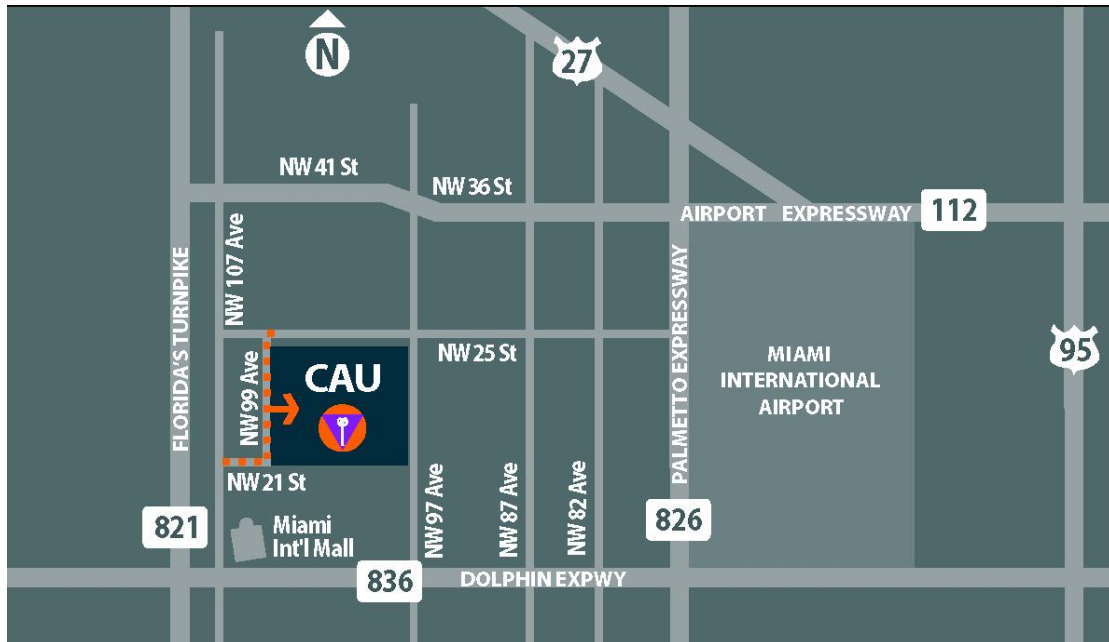 N
27
NW 41 St
NW 36 St
AIRPORT EXPRESSWAY
112
NW 107 Ave
FLORIDA'S TURNPIKE
PALMETTO EXPRESSWAY
NW 25 St
MIAMI
INTERNATIONAL
AIRPORT
95
NW 99 Ave
CAU
NW 21 St
NW 97 Ave
NW 87 Ave
NW 82 Ave
821
Miami
Int'l Mall
826
836
DOLPHIN EXPWY